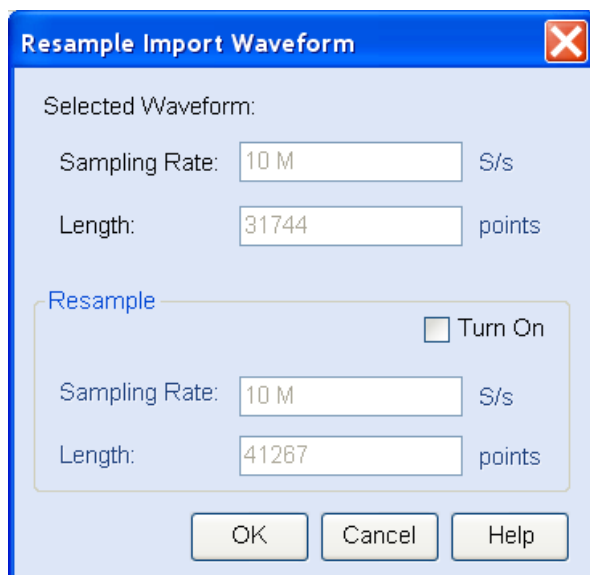 Resample Import Waveform
Selected Waveform:
Sampling Rate: 10 M S/s
Length: 31744 points
Resample
Turn On
Sampling Rate: 10 M S/s
Length: 41267 points
OK Cancel Help